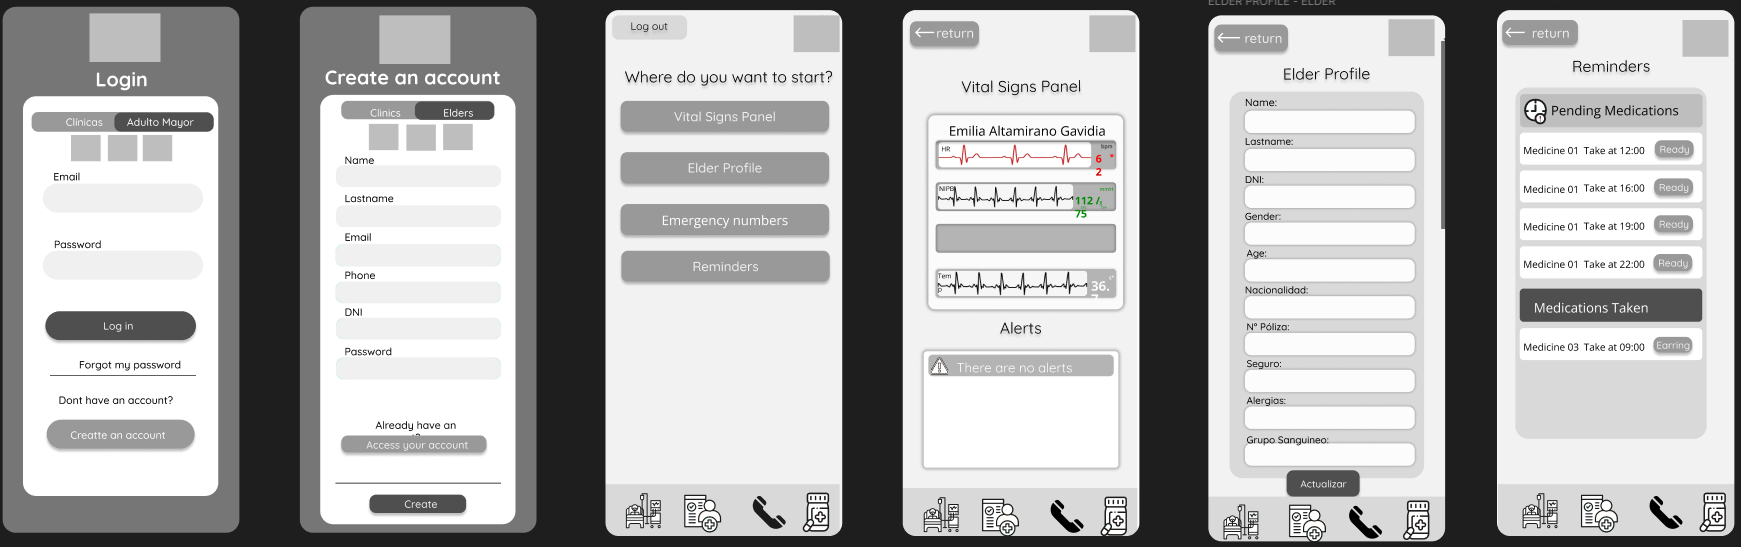 Login
Clínicas Adulto Mayor
Email
Password
Log in
Forgot my password
Dont have an account?
Creatte an account
Create an account
Clinics Elders
Name
Lastname
Email
Phone
DNI
Password
Already have an
Access your account
Create
Log out
Where do you want to start?
Vital Signs Panel
Elder Profile
Emergency numbers
Reminders
return
Vital Signs Panel
Emilia Altamirano Gavidia
HR
bpm
6
2
NIPB
mmH
112 /
75
Tem
p
36.
7
Alerts
There are no alerts
ELDER PROFILE - ELDER
return
Elder Profile
Name:
Lastname:
DNI:
Gender:
Age:
Nacionalidad:
N° Póliza:
Seguro:
Alergias:
Grupo Sanguineo:
Actualizar
return
Reminders
Pending Medications
Medicine 01 Take at 12:00 Ready
Medicine 01 Take at 16:00 Ready
Medicine 01 Take at 19:00 Ready
Medicine 01 Take at 22:00 Ready
Medications Taken
Medicine 03 Take at 09:00 Earring